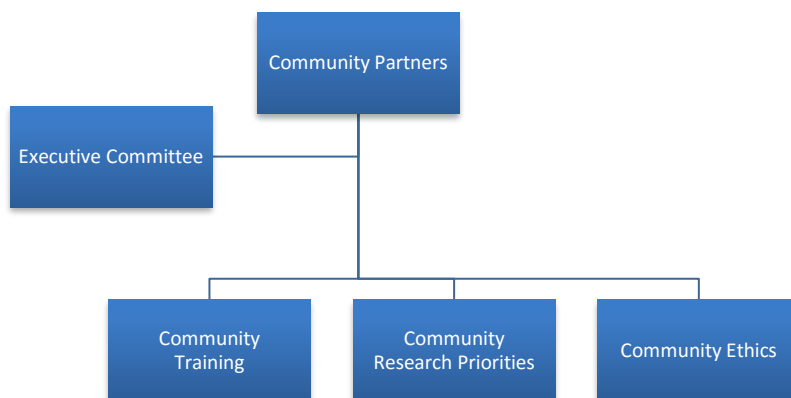 Community Partners
Executive Committee
Community
Training
Community
Research Priorities
Community Ethics